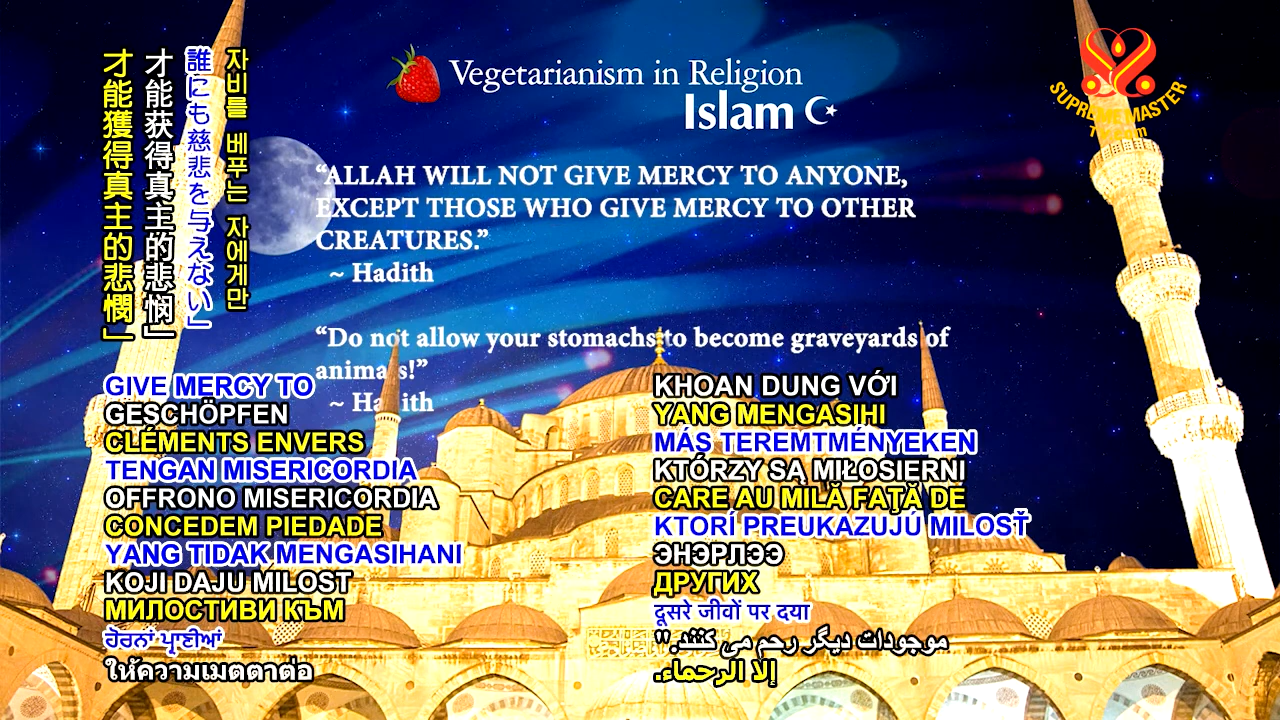 Vegetarianism in Religion
Islam
“ALLAH WILL NOT GIVE MERCY TO ANYONE,
EXCEPT THOSE WHO GIVE MERCY TO OTHER
CREATURES.”
~ Hadith
“Do not allow your stomachs to become graveyards of
animals!”
~ Hadith
SUPREME MASTER
자비를 베푸는 자에게만
誰にも慈悲を与えない」
才能获得真主的悲悯」
才能獲得真主的悲憫」
GIVE MERCY TO
GESCHÖPFEN
CLÉMENTS ENVERS
TENGAN MISERICORDIA
OFFRONO MISERICORDIA
CONCEDEM PIEDADE
YANG TIDAK MENGASIHANI
KOJI DAJU MILOST
МИЛОСТИВИ КЪМ
ਹੋਰਨਾਂ ਪ੍ਰਾਣੀਆਂ
ให้ความเมตตาต่อ
KHOAN DUNG VỚI
YANG MENGASIHI
MÁS TEREMTMÉNYEKEN
KTÓRZY SĄ MIŁOSIERNI
CARE AU MILĂ FAŢĂ DE
KTORÍ PREUKAZUJÚ MILOSŤ
ЭНЭРЛЭЭ
ДРУГИХ
दूसरे जीवों पर दया
موجودات دیگر رحم می کنند."
إلا الرحماء.